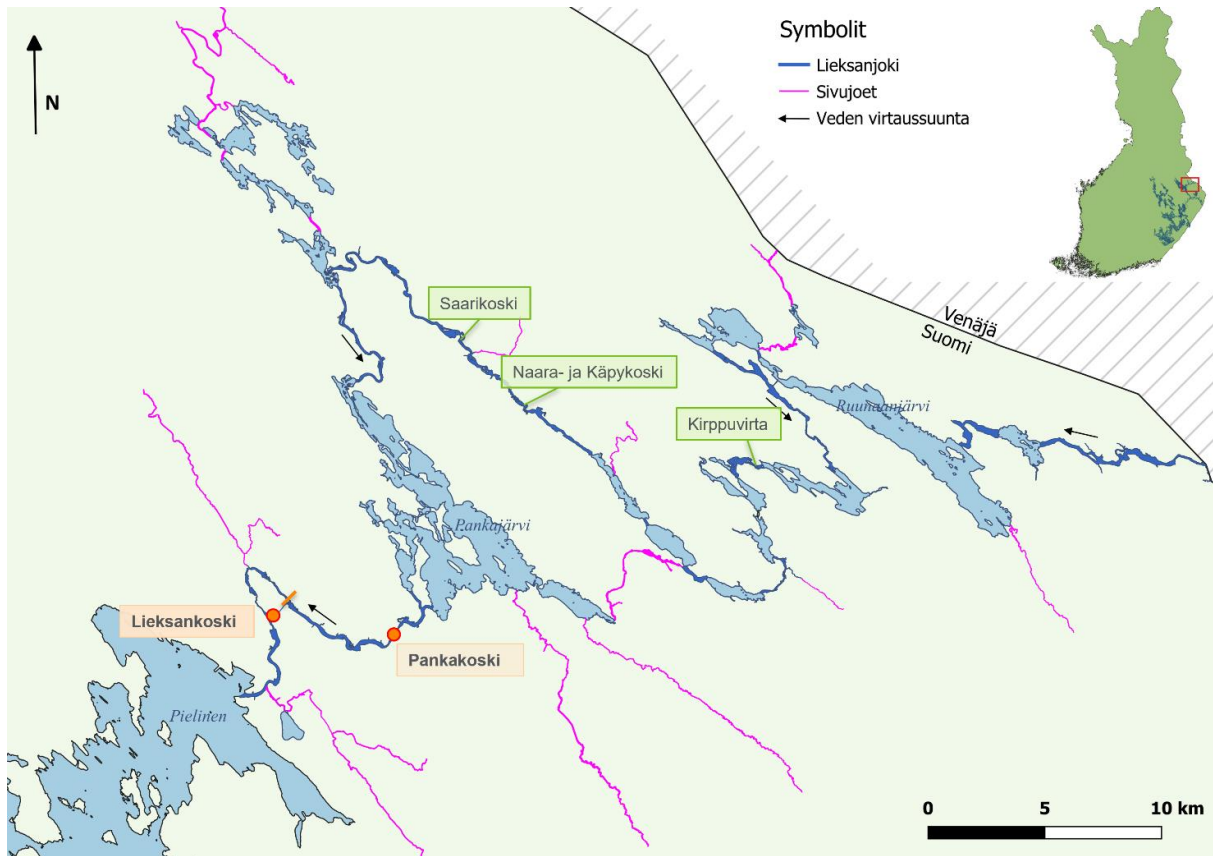 Symbolit
Lieksanjoki
Sivujoet
Veden virtaussuunta
N
Saarikoski
Venäjä
Suomi
Naara- ja Käpykoski
Ruunaanjärvi
Kirppuvirta
Pankajärvi
Lieksankoski
Pankakoski
Pielinen
0 5 10 km